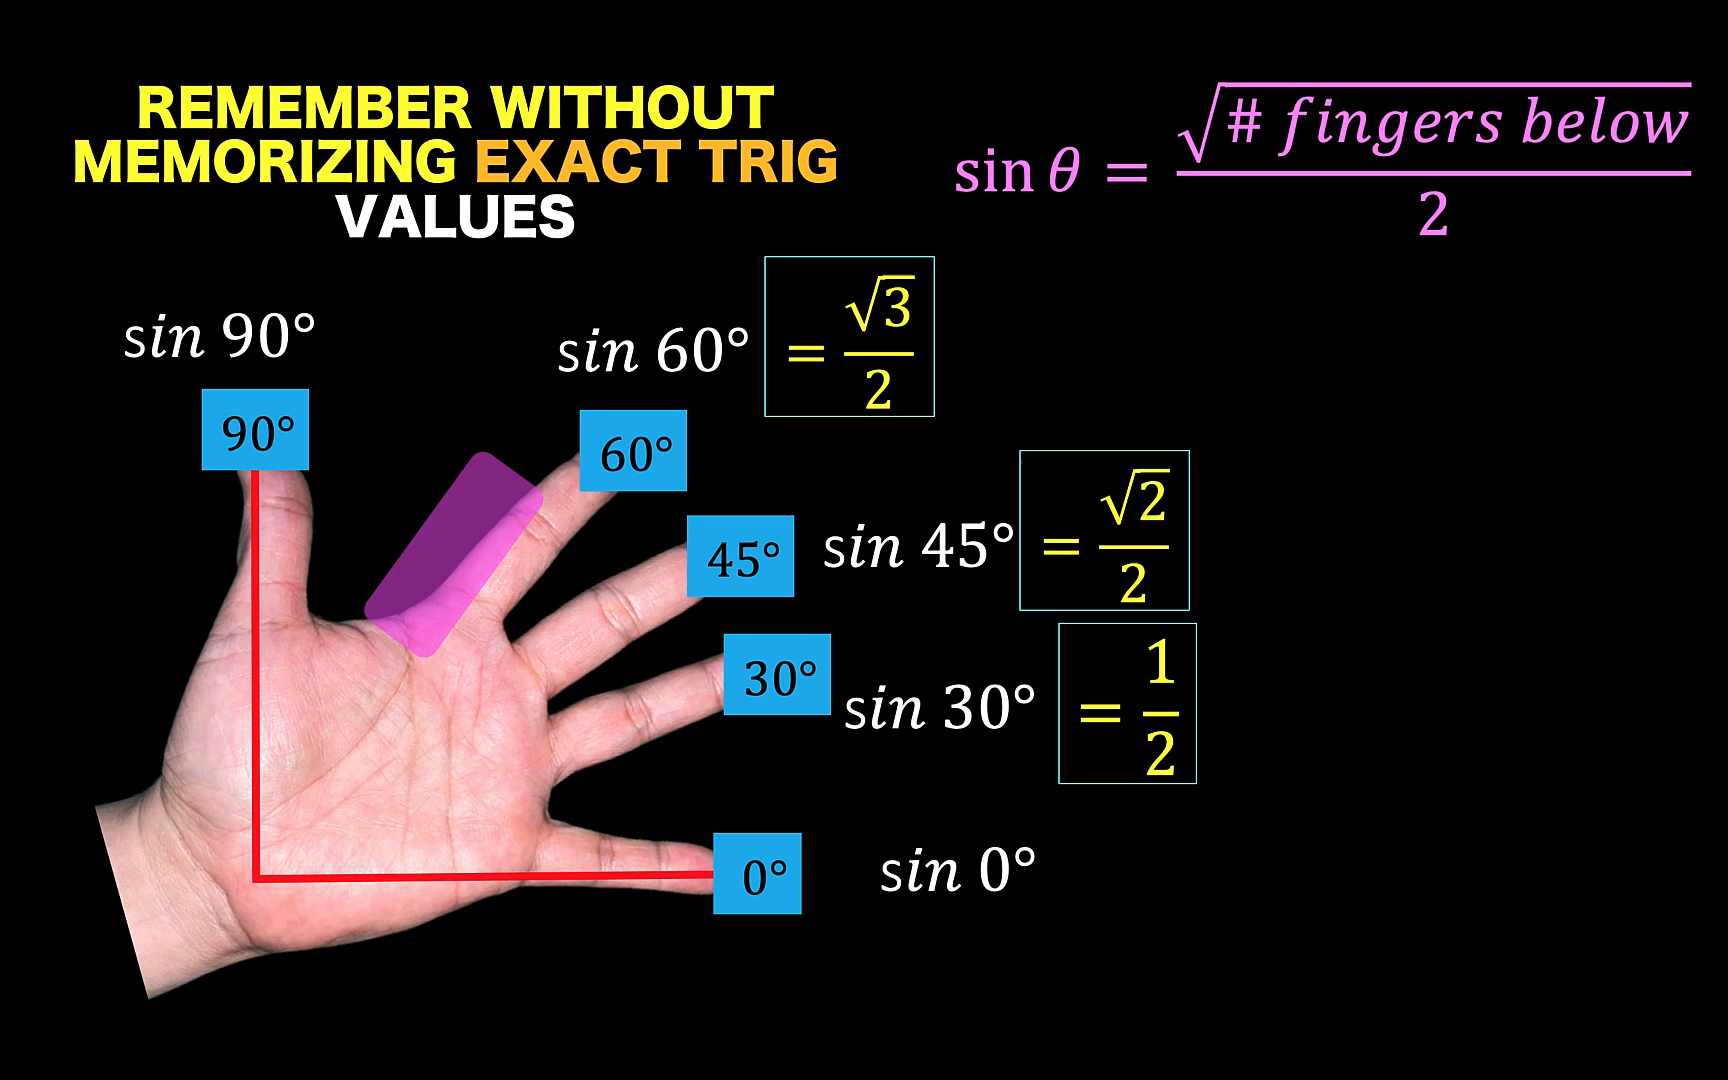 REMEMBER WITHOUT
MEMORIZING EXACT TRIG
VALUES
sin θ = √# fingers below / 2
sin 90°
sin 60° = √3 / 2
90°
60°
45°
sin 45° = √2 / 2
30°
sin 30° = 1 / 2
0°
sin 0°